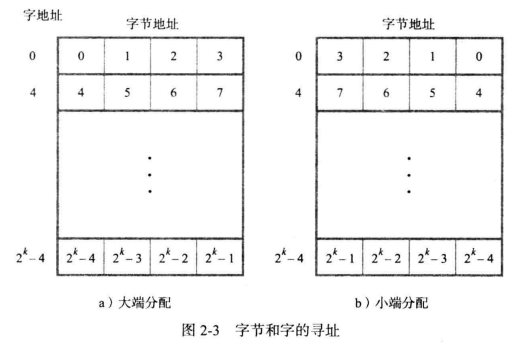 字地址
字节地址
0 0 1 2 3
4 4 5 6 7
2^k-4 2^k-4 2^k-3 2^k-2 2^k-1
a）大端分配
字节地址
0 3 2 1 0
4 7 6 5 4
2^k-4 2^k-1 2^k-2 2^k-3 2^k-4
b）小端分配
图 2-3 字节和字的寻址